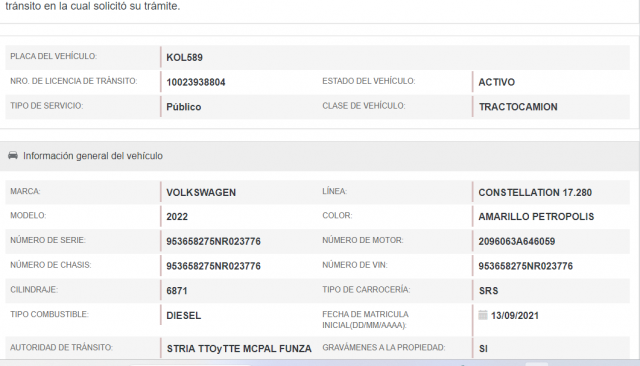 tránsito en la cual solicitó su trámite.
PLACA DEL VEHÍCULO: KOL589
NRO. DE LICENCIA DE TRÁNSITO: 10023938804 ESTADO DEL VEHÍCULO: ACTIVO
TIPO DE SERVICIO: Público CLASE DE VEHÍCULO: TRACTOCAMION
Información general del vehículo
MARCA: VOLKSWAGEN LÍNEA: CONSTELLATION 17.280
MODELO: 2022 COLOR: AMARILLO PETROPOLIS
NÚMERO DE SERIE: 953658275NR023776 NÚMERO DE MOTOR: 2096063A646059
NÚMERO DE CHASIS: 953658275NR023776 NÚMERO DE VIN: 953658275NR023776
CILINDRAJE: 6871 TIPO DE CARROCERÍA: SRS
TIPO COMBUSTIBLE: DIESEL FECHA DE MATRICULA INICIAL(DD/MM/AAAA): 13/09/2021
AUTORIDAD DE TRÁNSITO: STRIA TTOyTTE MCPAL FUNZA GRAVÁMENES A LA PROPIEDAD: SI